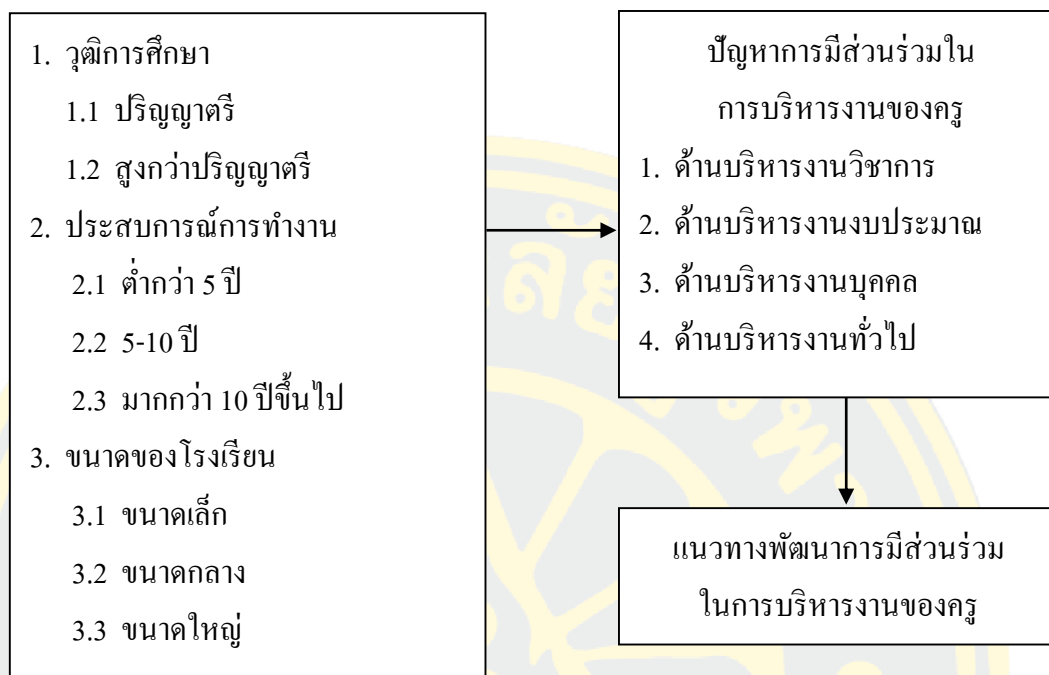 1. วุฒิการศึกษา
1.1 ปริญญาตรี
1.2 สูงกว่าปริญญาตรี
2. ประสบการณ์การทำงาน
2.1 ต่ำกว่า 5 ปี
2.2 5-10 ปี
2.3 มากกว่า 10 ปีขึ้นไป
3. ขนาดของโรงเรียน
3.1 ขนาดเล็ก
3.2 ขนาดกลาง
3.3 ขนาดใหญ่
ปัญหาการมีส่วนร่วมใน
การบริหารงานของครู
1. ด้านบริหารงานวิชาการ
2. ด้านบริหารงานงบประมาณ
3. ด้านบริหารงานบุคคล
4. ด้านบริหารงานทั่วไป
แนวทางพัฒนาการมีส่วนร่วม
ในการบริหารงานของครู